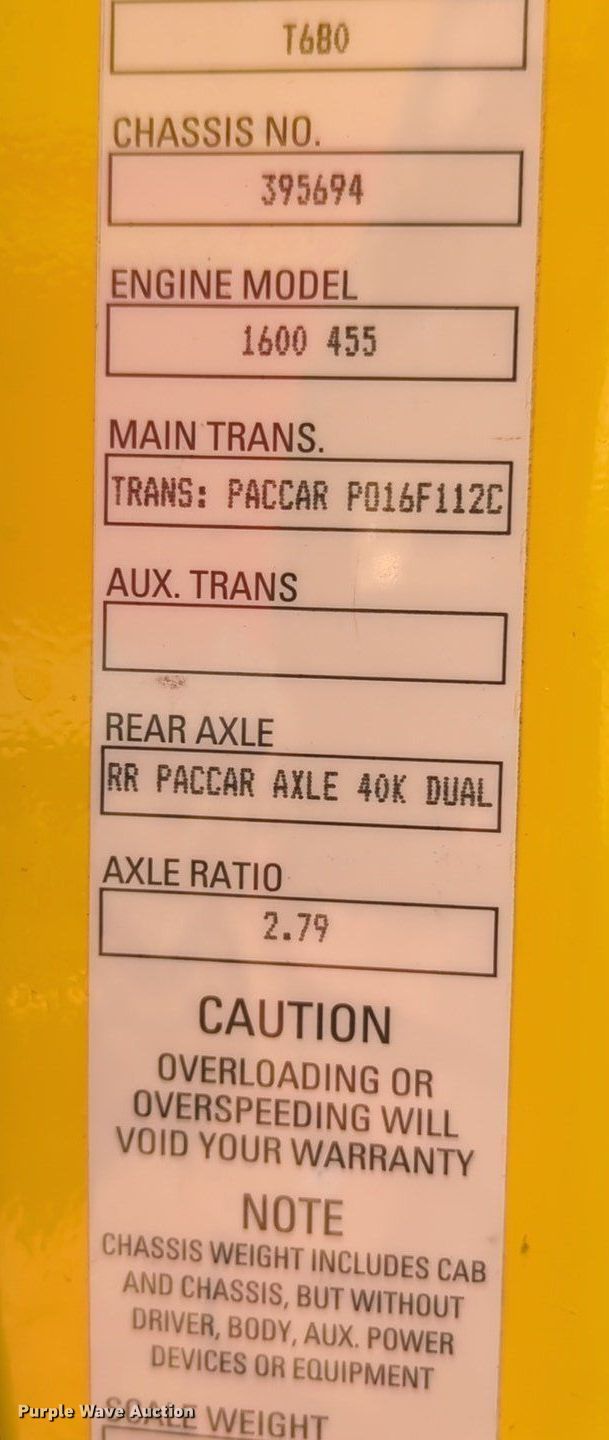 T680
CHASSIS NO.
395694
ENGINE MODEL
1600 455
MAIN TRANS.
TRANS: PACCAR PO16F112C
AUX. TRANS
REAR AXLE
RR PACCAR AXLE 40K DUAL
AXLE RATIO
2.79
CAUTION
OVERLOADING OR
OVERSPEEDING WILL
VOID YOUR WARRANTY
NOTE
CHASSIS WEIGHT INCLUDES CAB
AND CHASSIS, BUT WITHOUT
DRIVER, BODY, AUX. POWER
DEVICES OR EQUIPMENT
SCALE WEIGHT
Purple Wave Auction